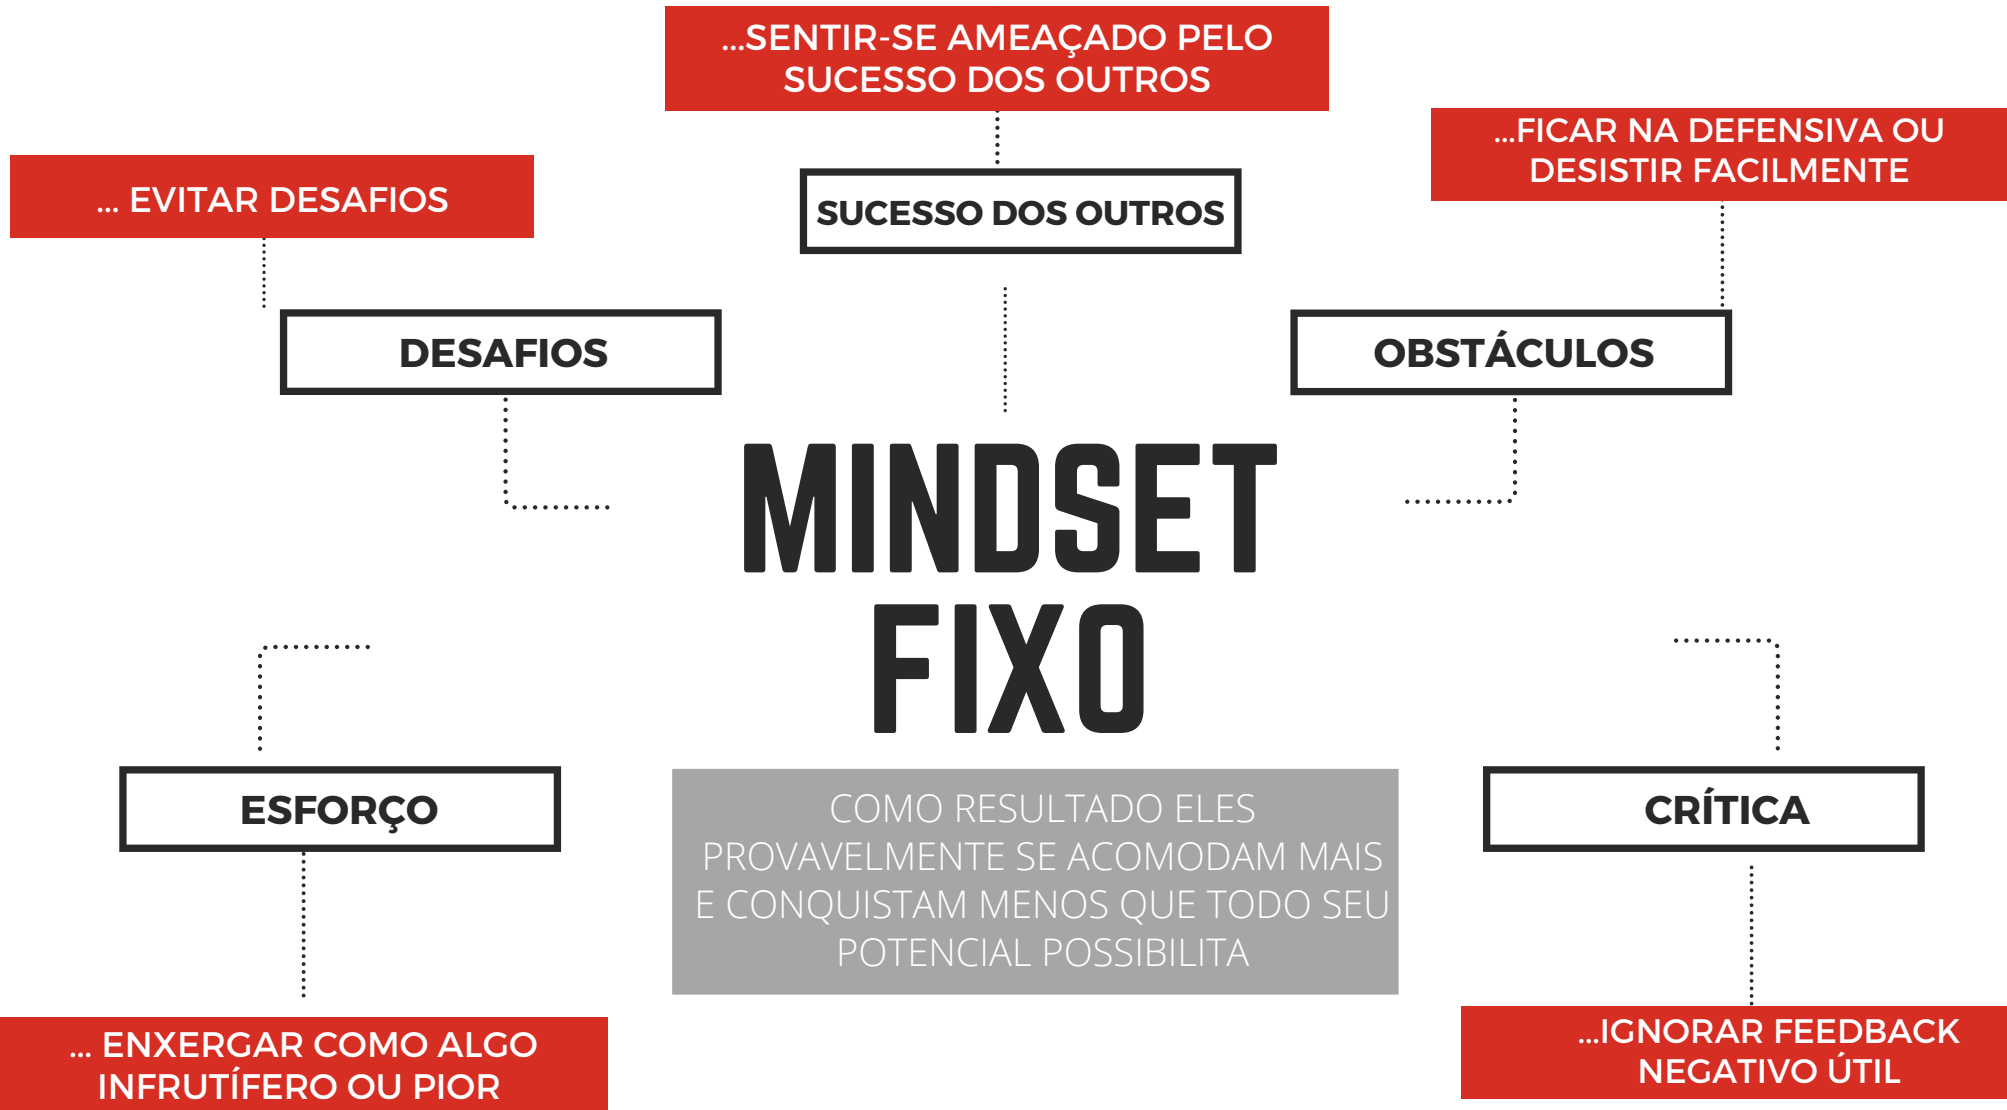 ...SENTIR-SE AMEAÇADO PELO
SUCESSO DOS OUTROS
...FICAR NA DEFENSIVA OU
DESISTIR FACILMENTE
... EVITAR DESAFIOS
SUCESSO DOS OUTROS
DESAFIOS
OBSTÁCULOS
MINDSET
FIXO
ESFORÇO
CRÍTICA
COMO RESULTADO ELES
PROVAVELMENTE SE ACOMODAM MAIS
E CONQUISTAM MENOS QUE TODO SEU
POTENCIAL POSSIBILITA
... ENXERGAR COMO ALGO
INFRUTÍFERO OU PIOR
...IGNORAR FEEDBACK
NEGATIVO ÚTIL